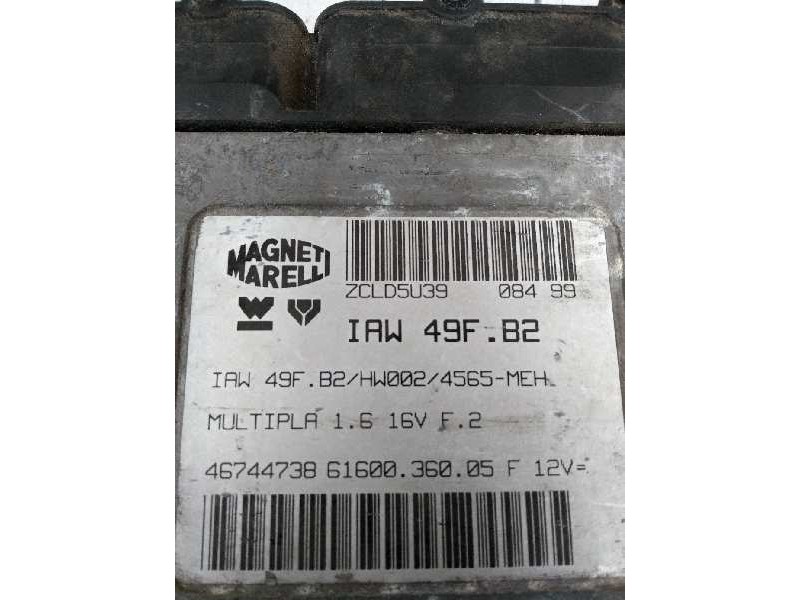 MAGNETI
MARELLI
ZCLD5U39 084 99
IAW 49F.B2
IAW 49F.B2/HW002/4565-MEH
MULTIPLA 1.6 16V F.2
46744738 61600.360.05 F 12V=